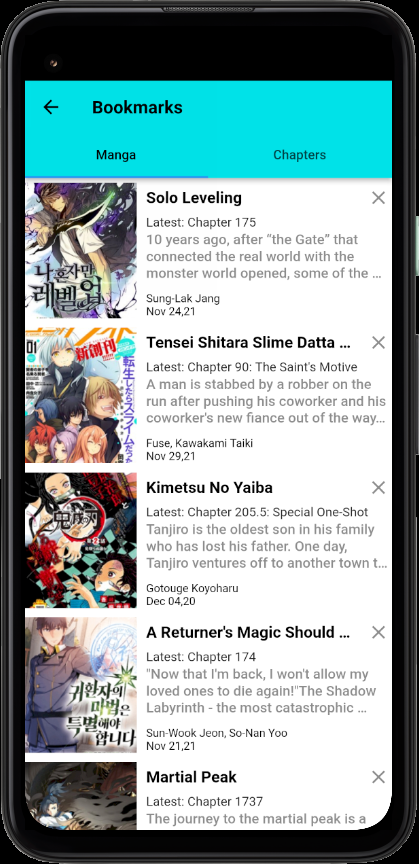 Bookmarks
Manga
Chapters
Solo Leveling
Latest: Chapter 175
10 years ago, after “the Gate” that
connected the real world with the
monster world opened, some of the ...
Sung-Lak Jang
Nov 24,21
나 혼자만
레벨업
Tensei Shitara Slime Datta ...
Latest: Chapter 90: The Saint's Motive
A man is stabbed by a robber on the
run after pushing his coworker and his
coworker's new fiance out of the way...
Fuse, Kawakami Taiki
Nov 29,21
01
新創刊
転生したらスライムだった
Kimetsu No Yaiba
Latest: Chapter 205.5: Special One-Shot
Tanjiro is the oldest son in his family
who has lost his father. One day,
Tanjiro ventures off to another town t...
Gotouge Koyoharu
Dec 04,20
鬼滅の刃
A Returner's Magic Should ...
Latest: Chapter 174
"Now that I'm back, I won't allow my
loved ones to die again!"The Shadow
Labyrinth - the most catastrophic ...
Sun-Wook Jeon, So-Nan Yoo
Nov 21,21
귀환자의
마법은
특별해야
합니다
Martial Peak
Latest: Chapter 1737
The journey to the martial peak is a